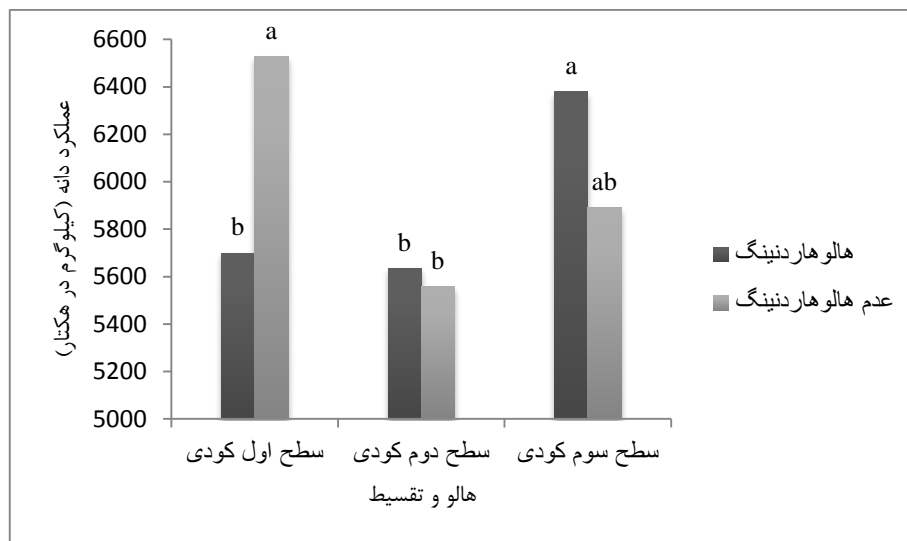 عملکرد دانه (کیلوگرم در هکتار)
6600
6400
6200
6000
5800
5600
5400
5200
5000
b
a
b
b
a
ab
سطح اول کودی
سطح دوم کودی
سطح سوم کودی
هالو و تقسیط
هالوهاردنینگ
عدم هالوهاردنینگ